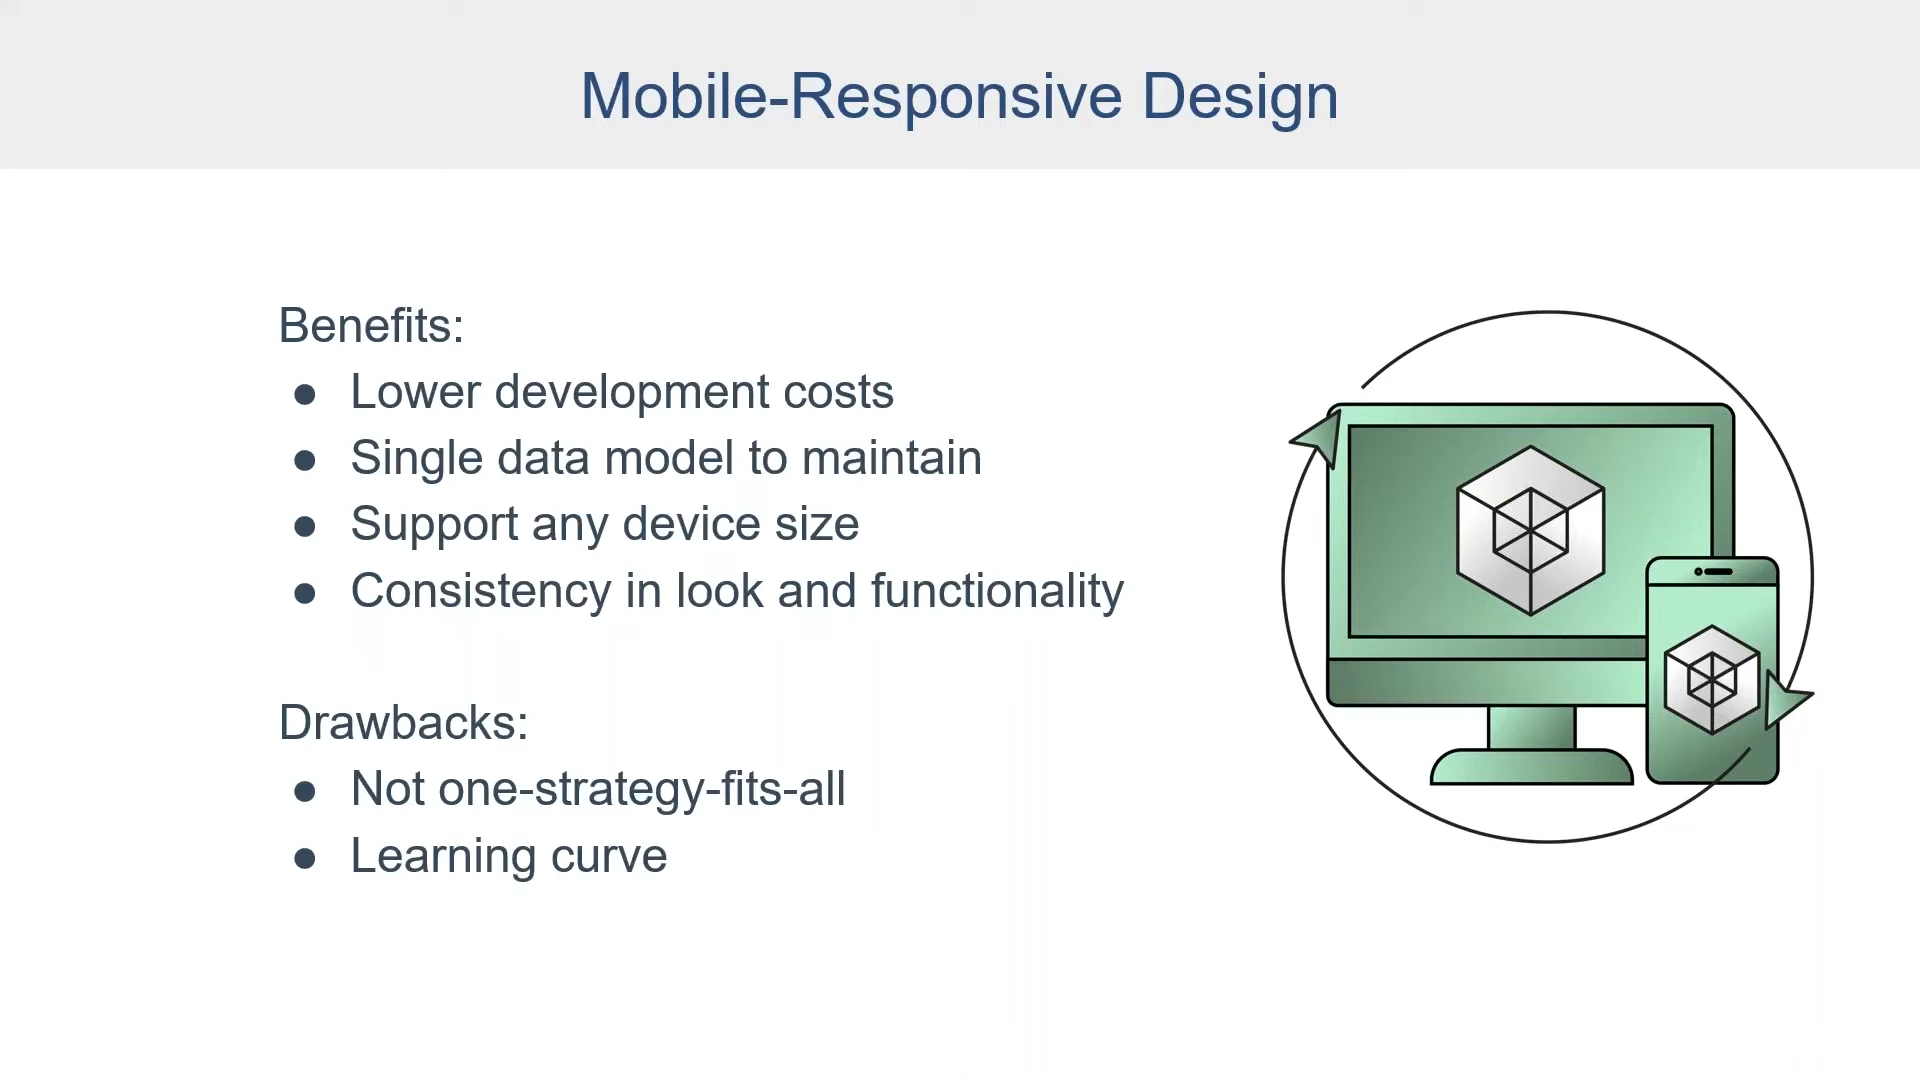 Mobile-Responsive Design
Benefits:
● Lower development costs
● Single data model to maintain
● Support any device size
● Consistency in look and functionality
Drawbacks:
● Not one-strategy-fits-all
● Learning curve